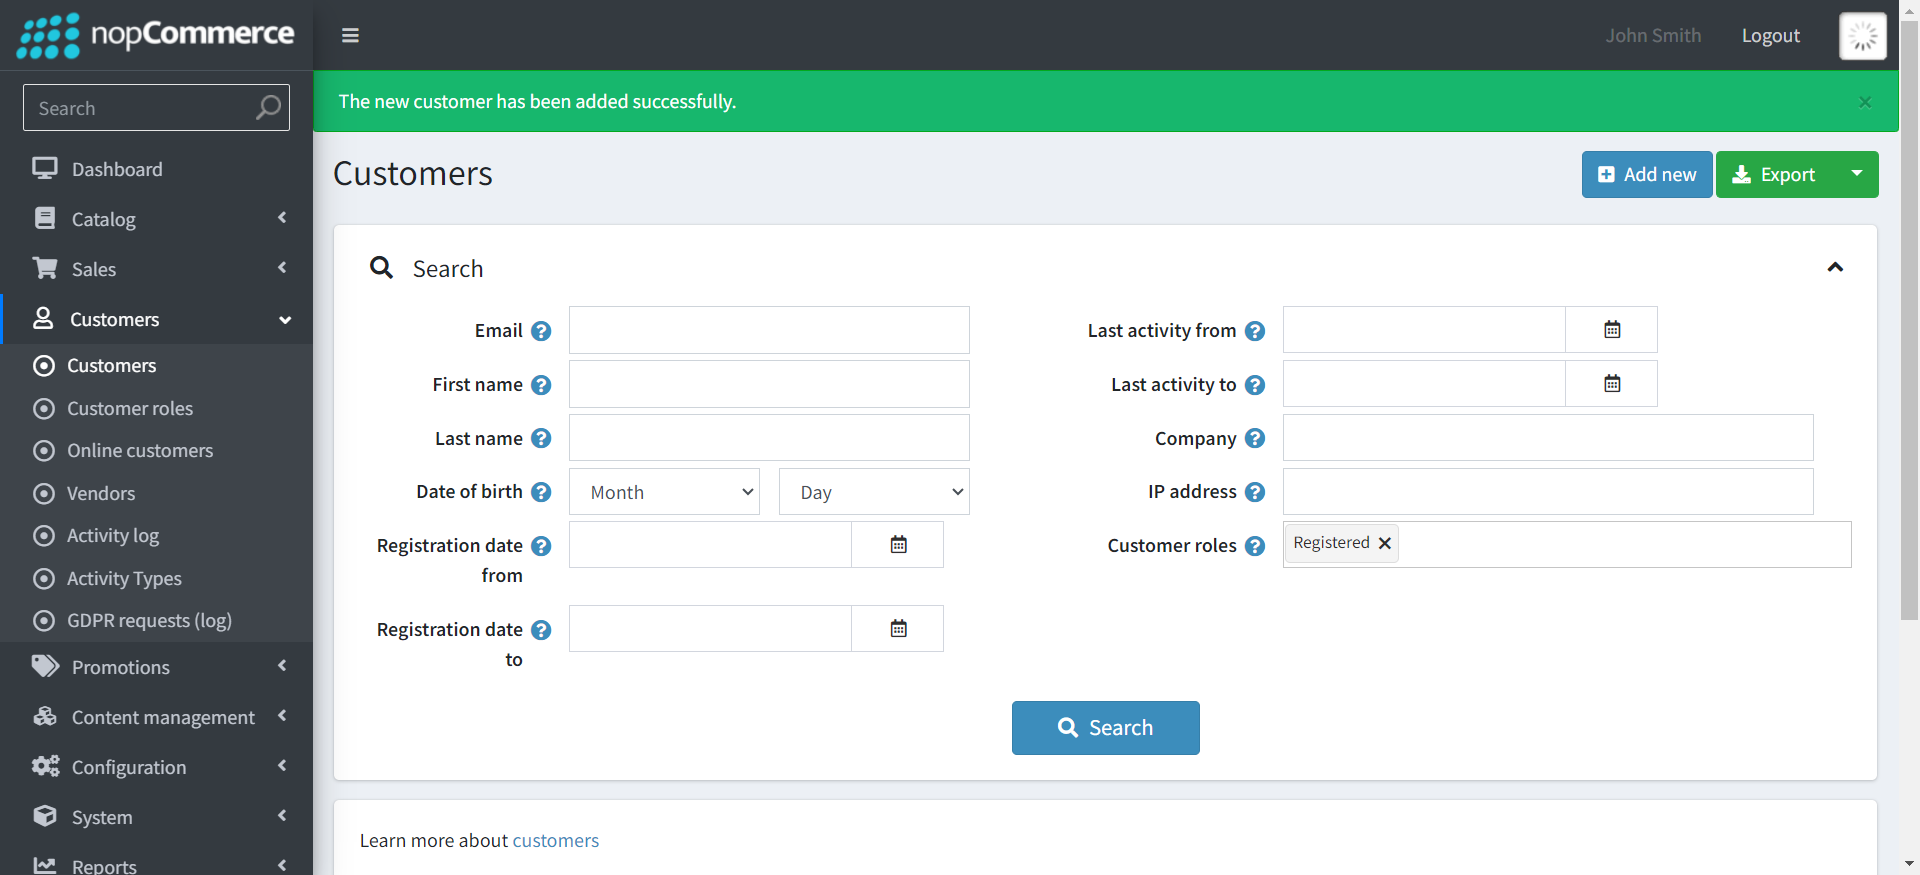 nopCommerce
John Smith
Logout
The new customer has been added successfully.
×
Search
Dashboard
Catalog
Sales
Customers
Customers
Customer roles
Online customers
Vendors
Activity log
Activity Types
GDPR requests (log)
Promotions
Content management
Configuration
System
Reports
Customers
Add new
Export
Search
Email
First name
Last name
Date of birth
Month
Day
Registration date
from
Registration date
to
Last activity from
Last activity to
Company
IP address
Customer roles
Registered
Search
Learn more about customers